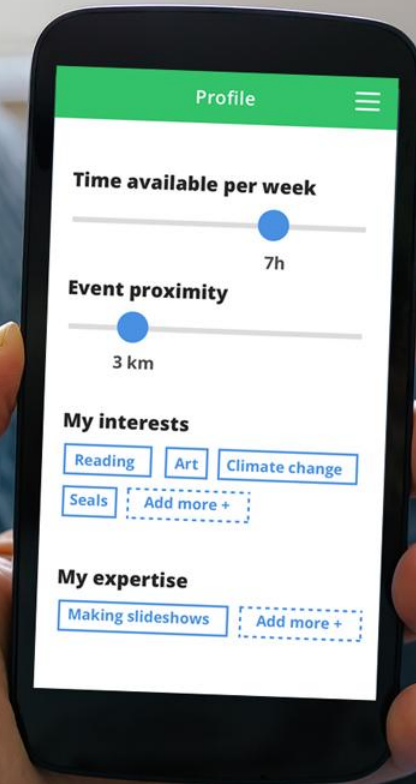 Profile
Time available per week
7h
Event proximity
3 km
My interests
Reading Art Climate change
Seals Add more +
My expertise
Making slideshows Add more +